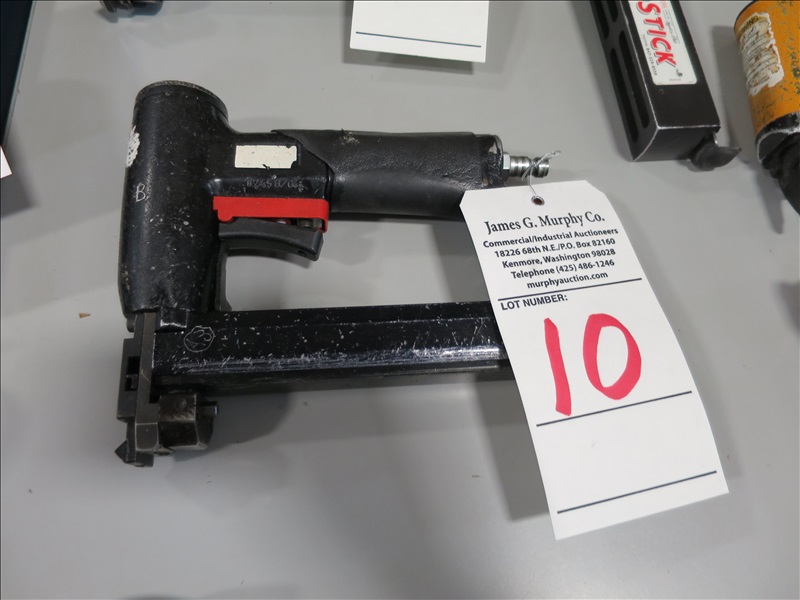 STICK
B
James G. Murphy Co.
Commercial/Industrial Auctioneers
18226 68th N.E./P.O. Box 82160
Kenmore, Washington 98028
Telephone (425) 486-1246
murphyauction.com
LOT NUMBER:
10